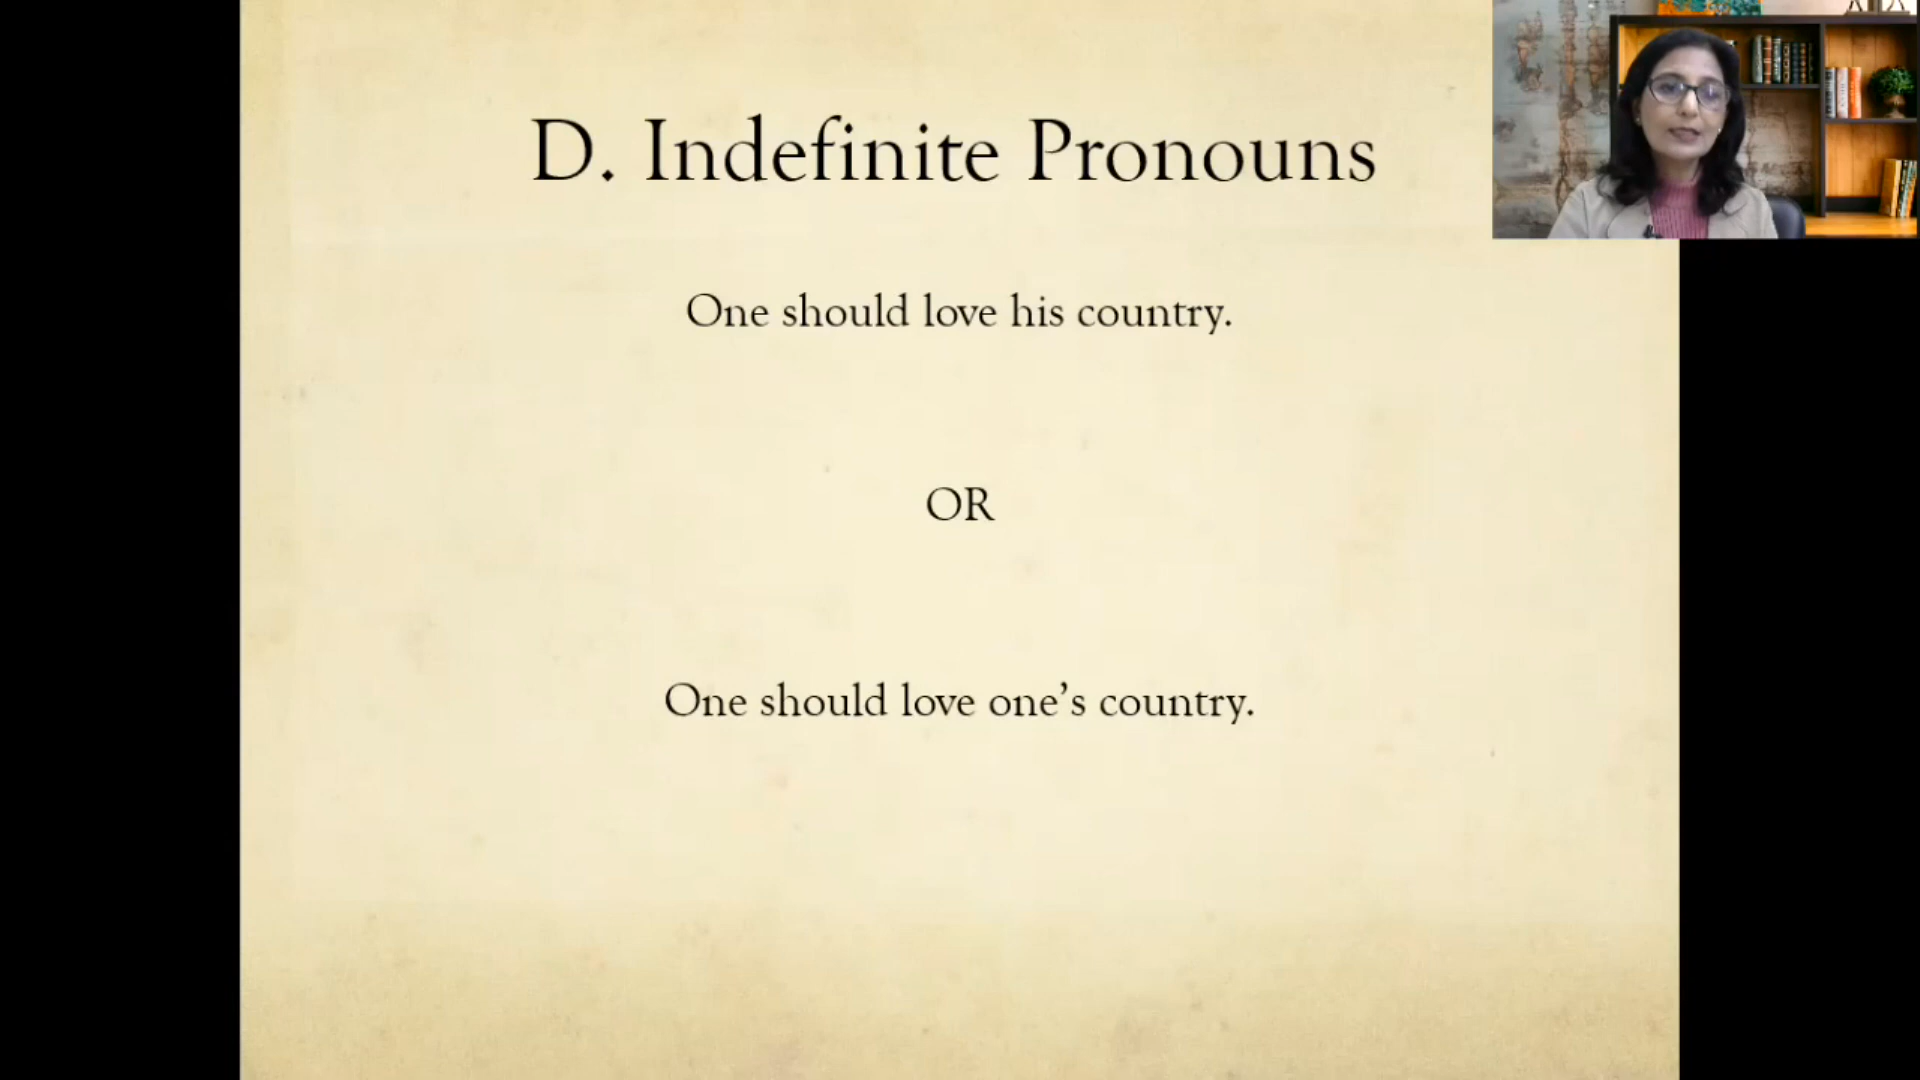 D. Indefinite Pronouns
One should love his country.
OR
One should love one’s country.